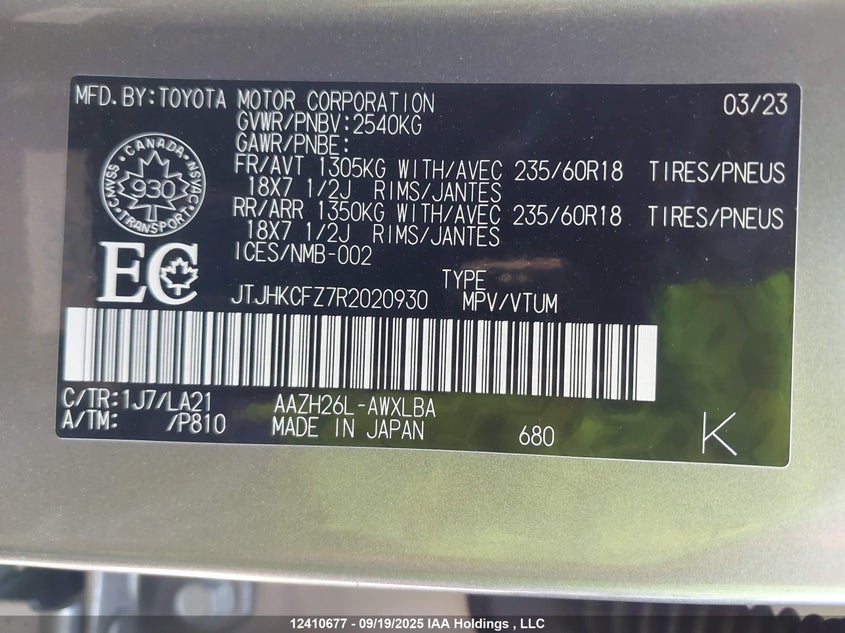 MFD.BY:TOYOTA MOTOR CORPORATION 03/23
GVWR/PNBV:2540KG
GAWR/PNBE:
FR/AVT 1305KG WITH/AVEC 235/60R18 TIRES/PNEUS
18X7 1/2J RIMS/JANTES
RR/ARR 1350KG WITH/AVEC 235/60R18 TIRES/PNEUS
18X7 1/2J RIMS/JANTES
ICES/NMB-002
CANADA
CMVSS 930 NSVAC
TRANSPORT
EC
TYPE
JTJHKCFZ7R2020930 MPV/VTUM
C/TR:1J7/LA21 AAZH26L-AWXLBA
A/TM: /P810 MADE IN JAPAN 680 K
12410677 - 09/19/2025 IAA Holdings , LLC